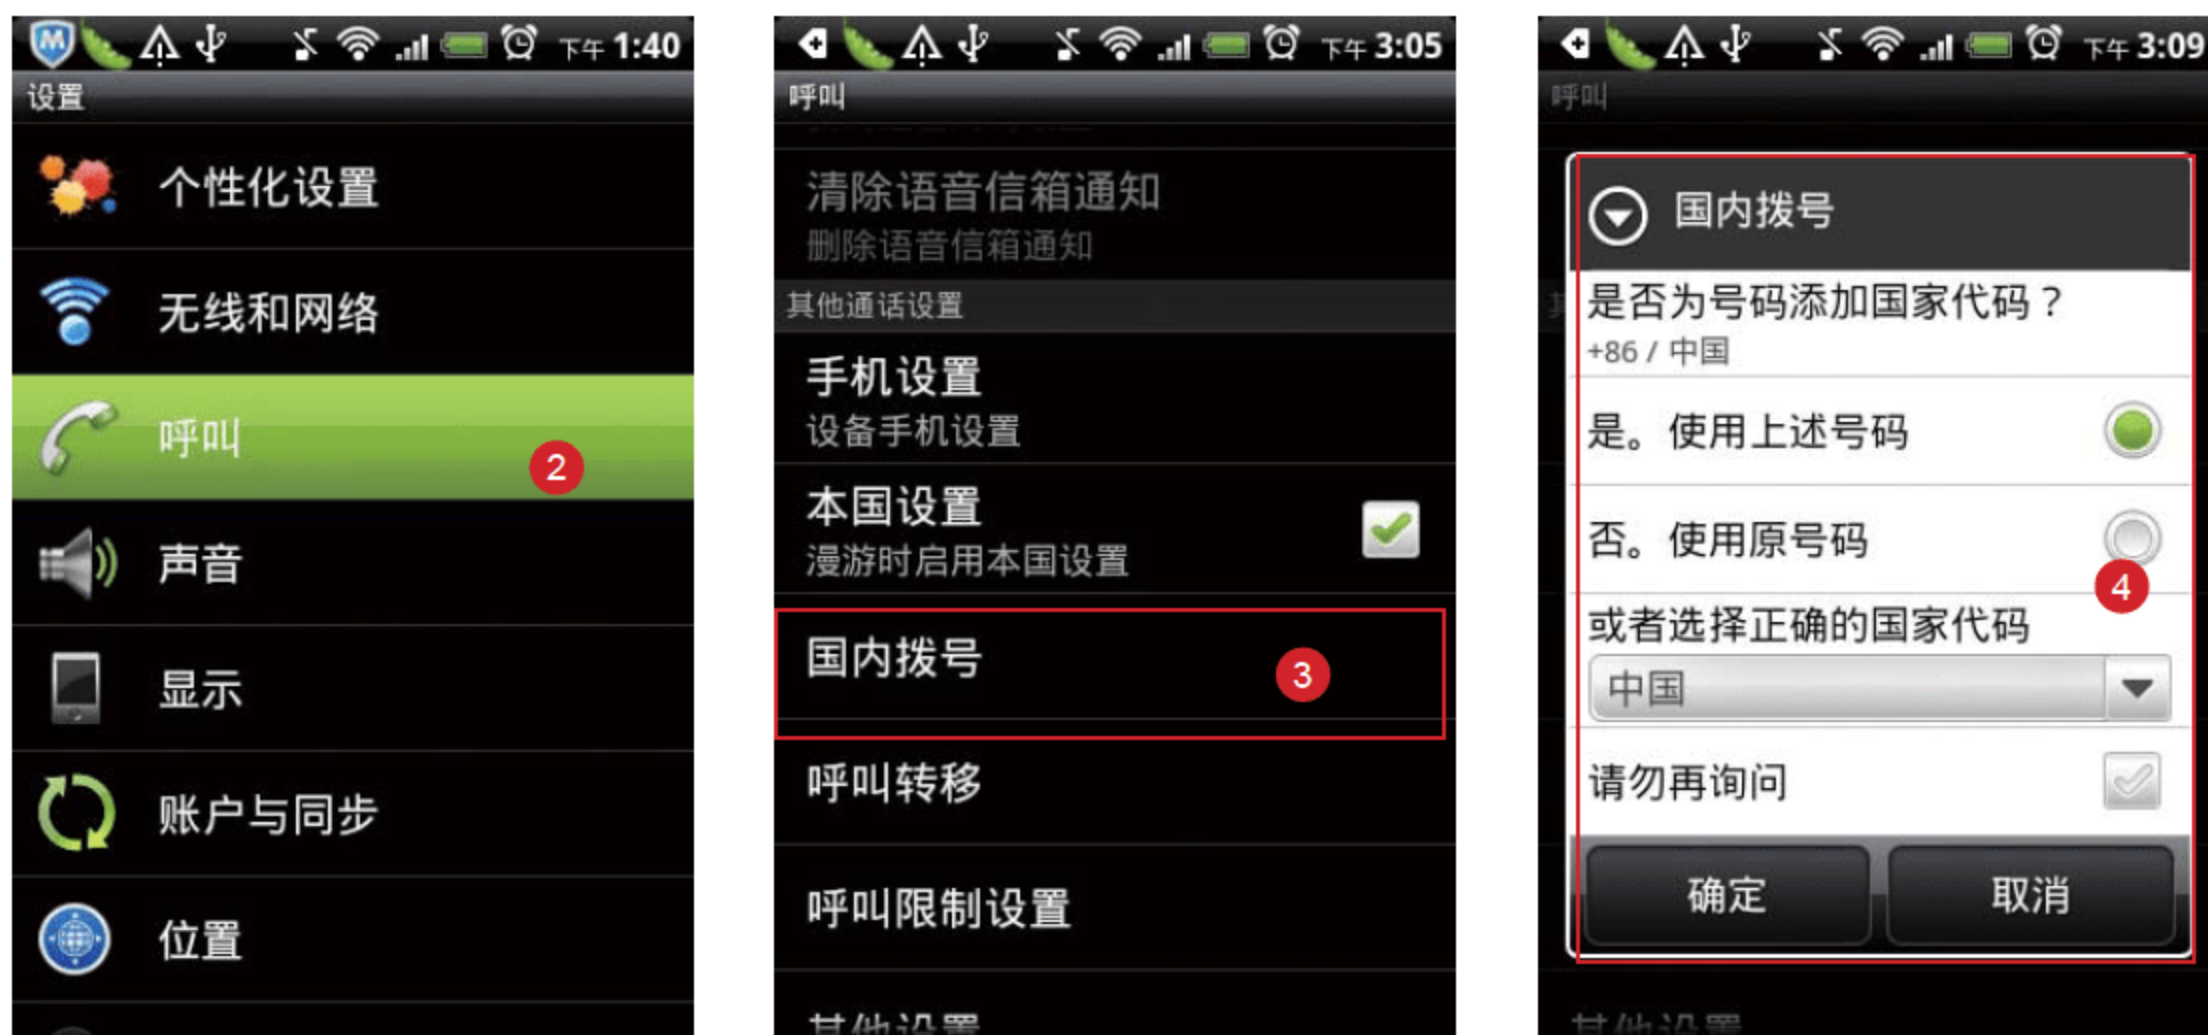 下午 1:40
设置
个性化设置
无线和网络
呼叫
2
声音
显示
账户与同步
位置
下午 3:05
呼叫
清除语音信箱通知
删除语音信箱通知
其他通话设置
手机设置
设备手机设置
本国设置
漫游时启用本国设置
国内拨号
3
呼叫转移
呼叫限制设置
其他设置
下午 3:09
呼叫
国内拨号
是否为号码添加国家代码？
+86 / 中国
是。使用上述号码
否。使用原号码
4
或者选择正确的国家代码
中国
请勿再询问
确定
取消
其他设置